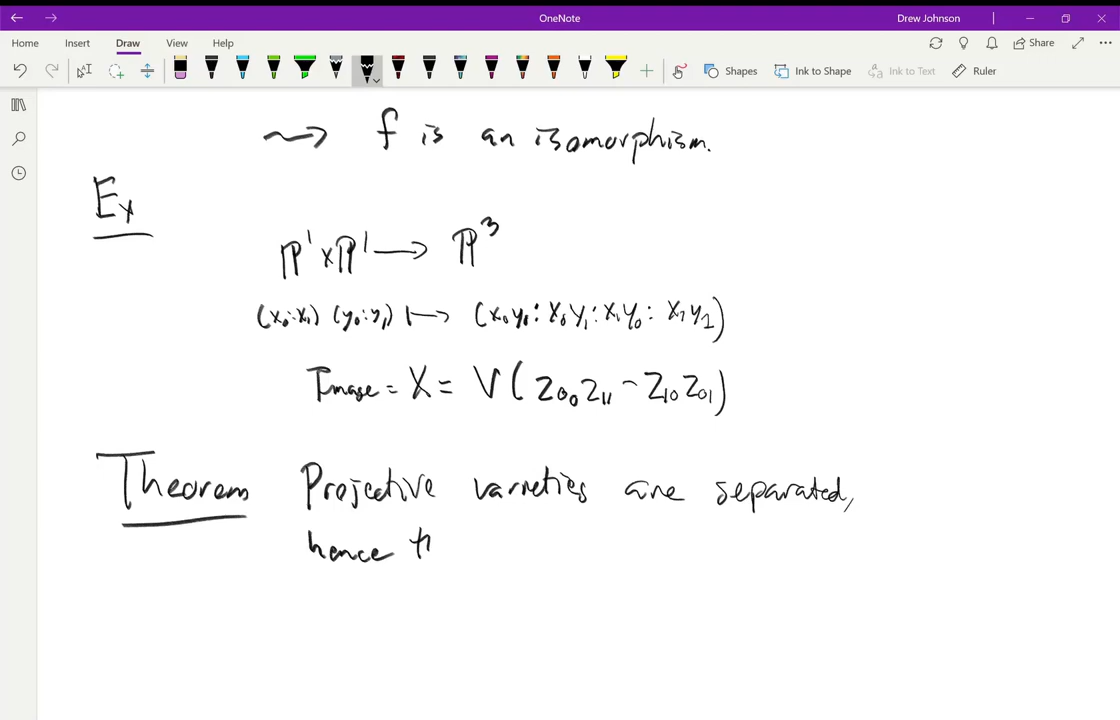 OneNote
Drew Johnson
Home Insert Draw View Help
Share
Shapes Ink to Shape Ink to Text Ruler
⇝ f is an isomorphism.
Ex
ℙ¹ × ℙ¹ ⟶ ℙ³
(x₀:x₁) (y₀:y₁) ⟼ (x₀y₀ : x₀y₁ : x₁y₀ : x₁y₁)
Image = X = V(Z₀₀Z₁₁ − Z₁₀Z₀₁)
Theorem Projective varieties are separated,
hence